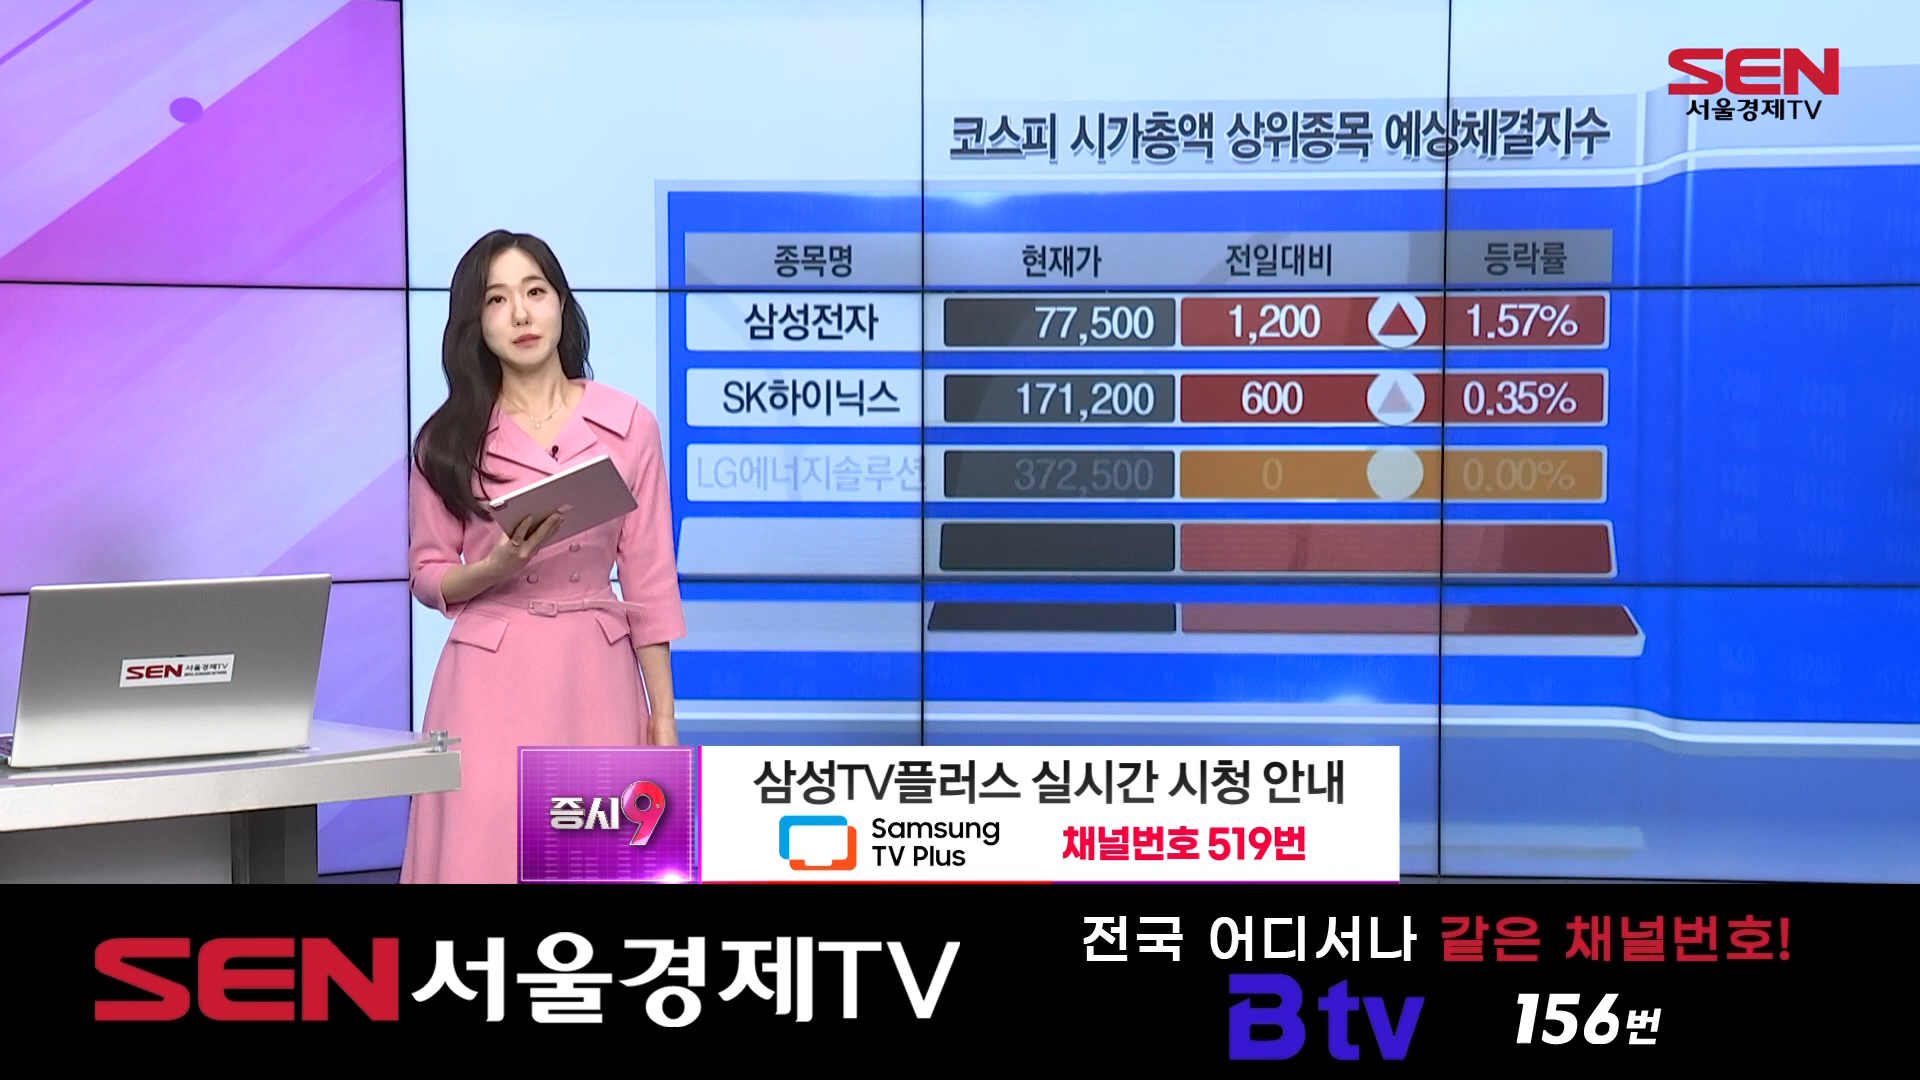 SEN
서울경제TV
코스피 시가총액 상위종목 예상체결지수
종목명 현재가 전일대비 등락률
삼성전자 77,500 1,200 1.57%
SK하이닉스 171,200 600 0.35%
LG에너지솔루션 372,500 0 0.00%
SEN 서울경제TV
증시9
삼성TV플러스 실시간 시청 안내
Samsung
TV Plus
채널번호 519번
SEN 서울경제TV
전국 어디서나 같은 채널번호!
B tv 156번